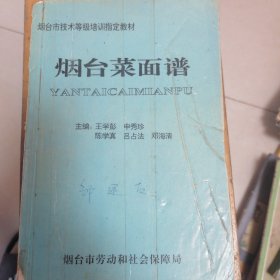 烟台市技术等级培训指定教材
烟台菜面谱
YANTAICAIMIANPU
主编：王学彭 申秀珍
陈学真 吕占法 邓海清
烟台市劳动和社会保障局